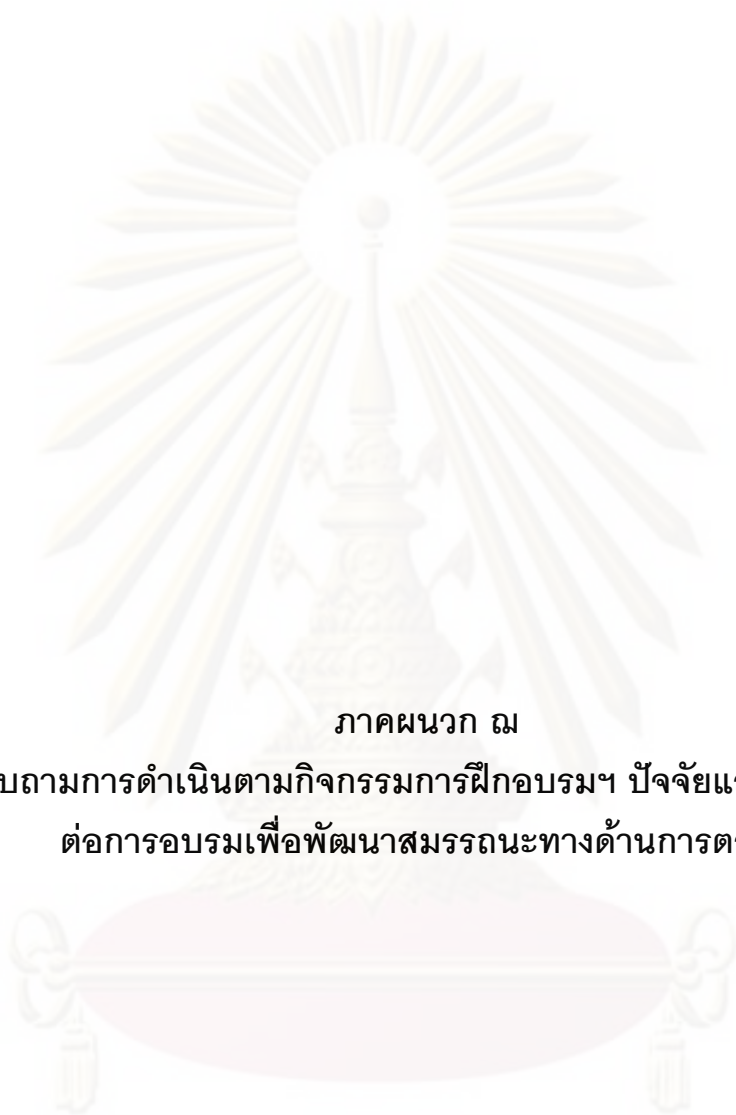 ภาคผนวก ฌ
บถามการดำเนินตามกิจกรรมการฝึกอบรมฯ ปัจจัยแ
ต่อการอบรมเพื่อพัฒนาสมรรถนะทางด้านการต